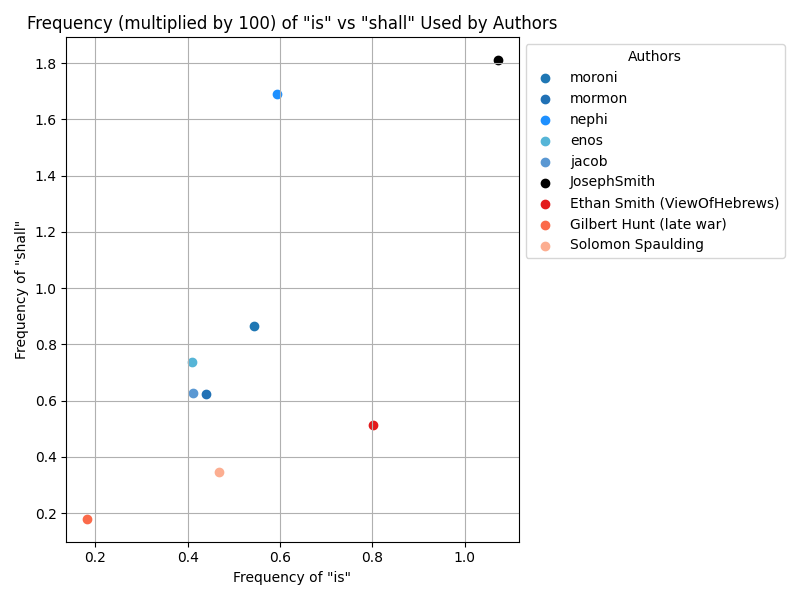 Frequency (multiplied by 100) of "is" vs "shall" Used by Authors
Frequency of "shall"
1.8
1.6
1.4
1.2
1.0
0.8
0.6
0.4
0.2
0.2 0.4 0.6 0.8 1.0
Frequency of "is"
Authors
moroni
mormon
nephi
enos
jacob
JosephSmith
Ethan Smith (ViewOfHebrews)
Gilbert Hunt (late war)
Solomon Spaulding